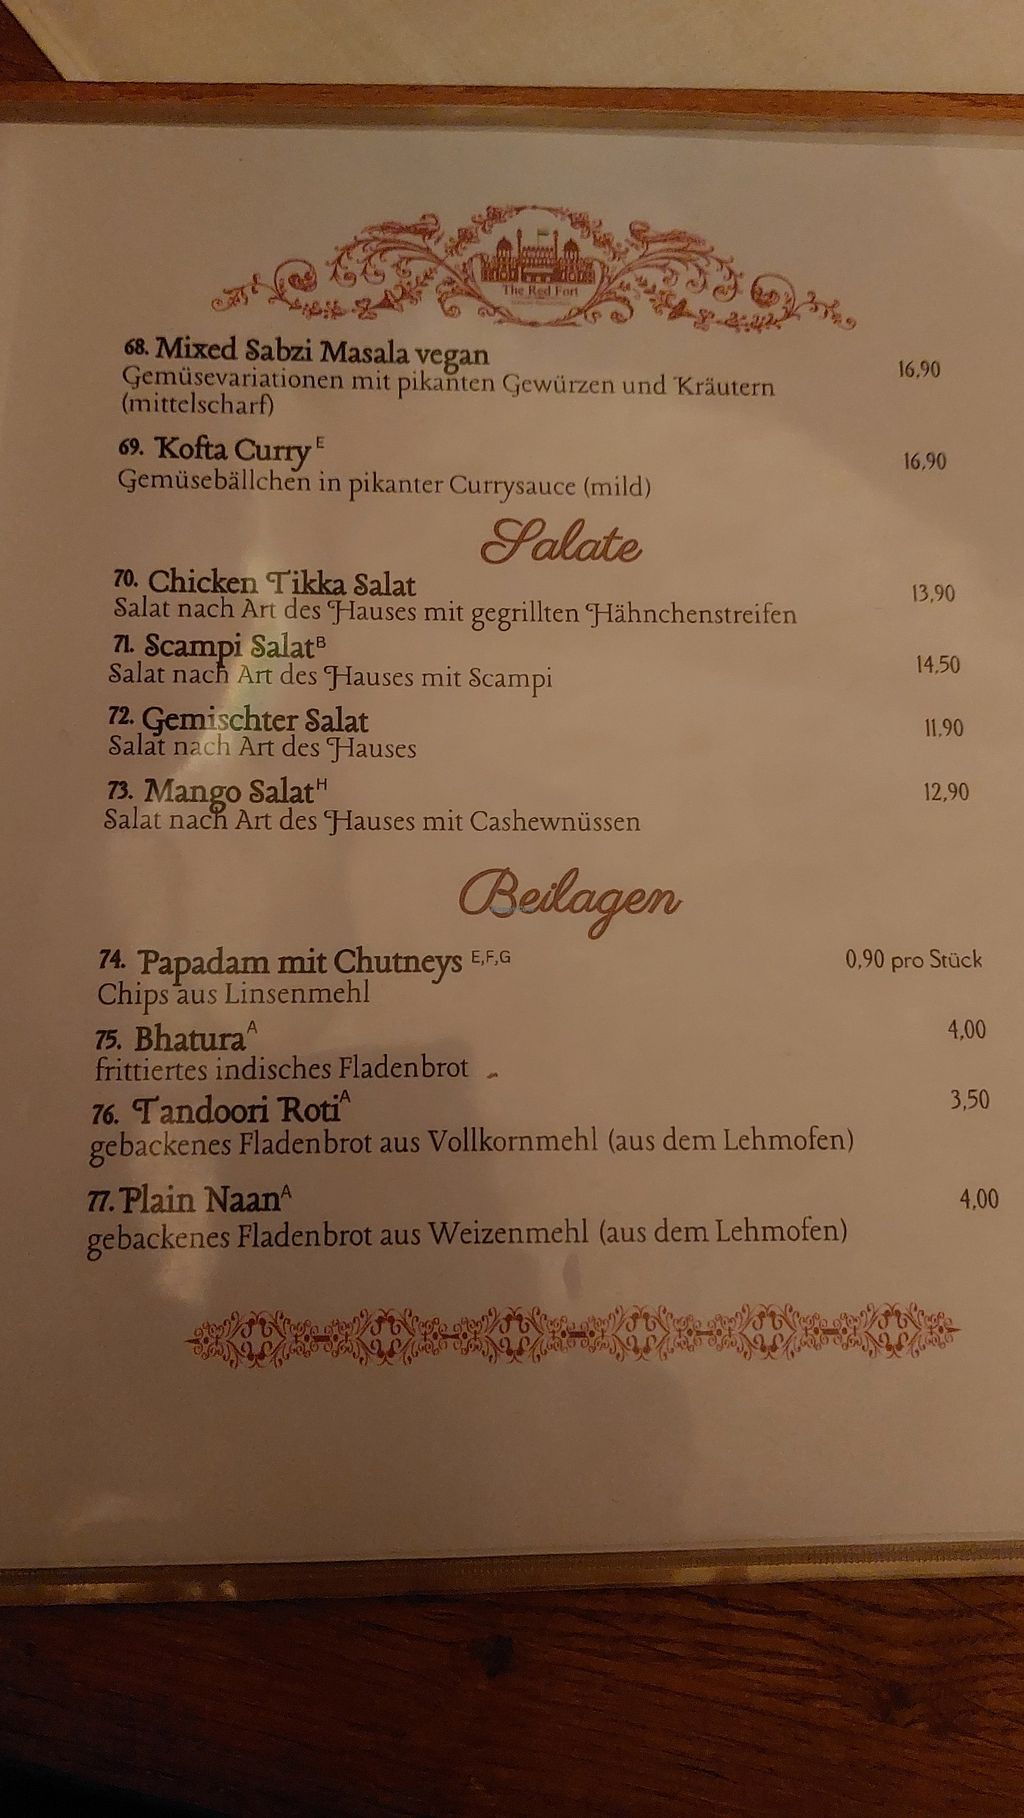 The Red Fort
68. Mixed Sabzi Masala vegan 16,90
Gemüsevariationen mit pikanten Gewürzen und Kräutern
(mittelscharf)
69. Kofta Curry E 16,90
Gemüsebällchen in pikanter Currysauce (mild)
Salate
70. Chicken Tikka Salat 13,90
Salat nach Art des Hauses mit gegrillten Hähnchenstreifen
71. Scampi Salat B 14,50
Salat nach Art des Hauses mit Scampi
72. Gemischter Salat 11,90
Salat nach Art des Hauses
73. Mango Salat H 12,90
Salat nach Art des Hauses mit Cashewnüssen
Beilagen
74. Papadam mit Chutneys E,F,G 0,90 pro Stück
Chips aus Linsenmehl
75. Bhatura A 4,00
frittiertes indisches Fladenbrot
76. Tandoori Roti A 3,50
gebackenes Fladenbrot aus Vollkornmehl (aus dem Lehmofen)
77. Plain Naan A 4,00
gebackenes Fladenbrot aus Weizenmehl (aus dem Lehmofen)